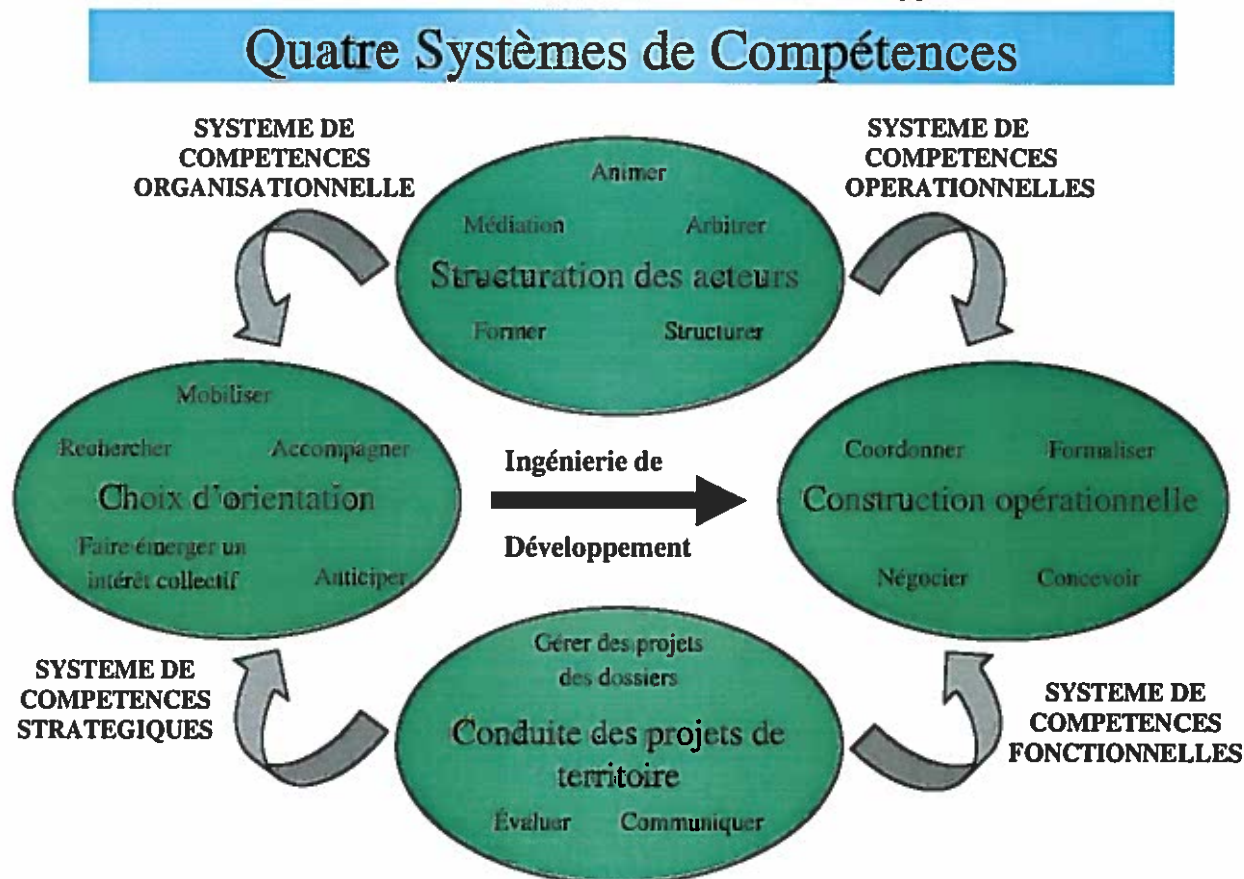 Quatre Systèmes de Compétences
SYSTEME DE
COMPETENCES
ORGANISATIONNELLE
SYSTEME DE
COMPETENCES
OPERATIONNELLES
Animer
Médiation
Arbitrer
Structuration des acteurs
Former
Structurer
Mobiliser
Rechercher
Accompagner
Choix d'orientation
Faire émerger un
intérêt collectif
Anticiper
Ingénierie de
Développement
Coordonner
Formaliser
Construction opérationnelle
Négocier
Concevoir
SYSTEME DE
COMPETENCES
STRATEGIQUES
Gérer des projets
des dossiers
Conduite des projets de
territoire
Évaluer
Communiquer
SYSTEME DE
COMPETENCES
FONCTIONNELLES